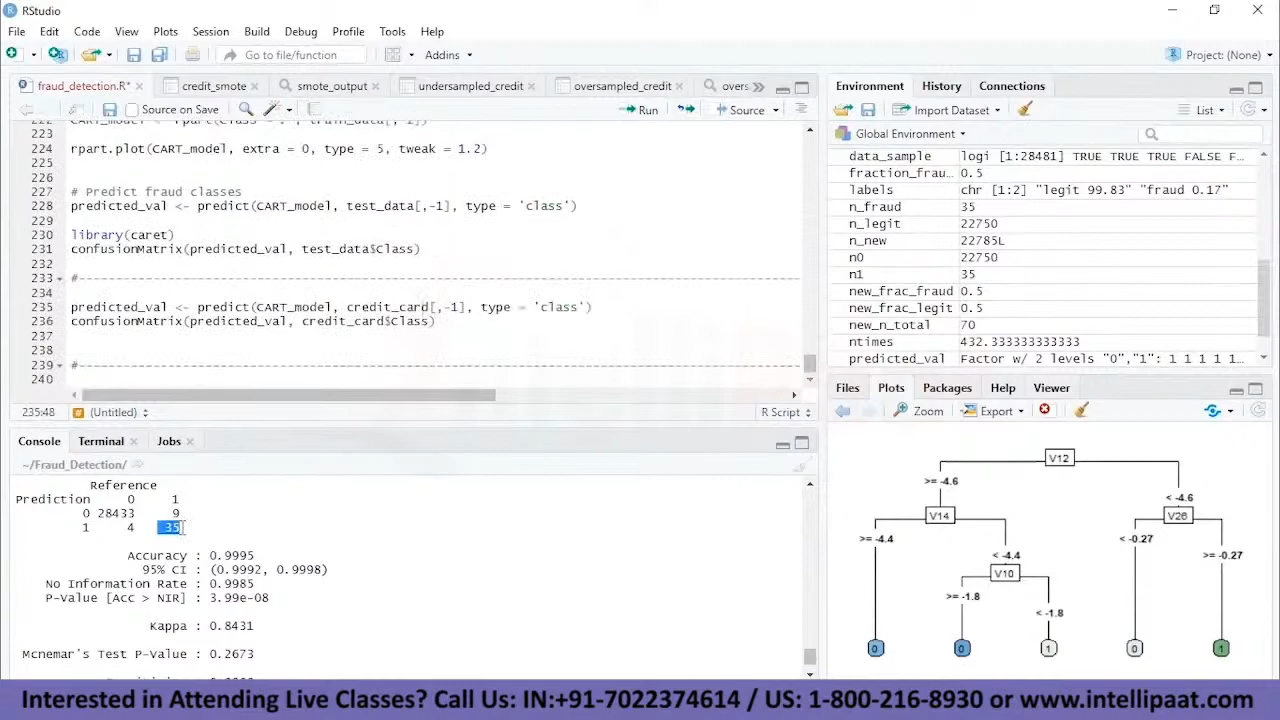 RStudio
File Edit Code View Plots Session Build Debug Profile Tools Help
Go to file/function Addins Project: (None)
fraud_detection.R* credit_smote smote_output undersampled_credit oversampled_credit overs
Source on Save Run Source
223
224 rpart.plot(CART_model, extra = 0, type = 5, tweak = 1.2)
225
226
227 # Predict fraud classes
228 predicted_val <- predict(CART_model, test_data[,-1], type = 'class')
229
230 library(caret)
231 confusionMatrix(predicted_val, test_data$Class)
232
233 #--------------------------------------------------------------------------------
234
235 predicted_val <- predict(CART_model, credit_card[,-1], type = 'class')
236 confusionMatrix(predicted_val, credit_card$Class)
237
238
239 #--------------------------------------------------------------------------------
240
235:48 (Untitled) R Script
Console Terminal Jobs
~/Fraud_Detection/
Reference
Prediction 0 1
0 28433 9
1 4 35
Accuracy : 0.9995
95% CI : (0.9992, 0.9998)
No Information Rate : 0.9985
P-Value [Acc > NIR] : 3.99e-08
Kappa : 0.8431
Mcnemar's Test P-Value : 0.2673
Environment History Connections
Import Dataset List
Global Environment
data_sample logi [1:28481] TRUE TRUE TRUE FALSE F...
fraction_frau... 0.5
labels chr [1:2] "legit 99.83" "fraud 0.17"
n_fraud 35
n_legit 22750
n_new 22785L
n0 22750
n1 35
new_frac_fraud 0.5
new_frac_legit 0.5
new_n_total 70
ntimes 432.333333333333
predicted_val Factor w/ 2 levels "0","1": 1 1 1 1 1...
Files Plots Packages Help Viewer
Zoom Export
V12
>= -4.6 < -4.6
V14 V26
>= -4.4 < -4.4 < -0.27 >= -0.27
V10
>= -1.8 < -1.8
0 0 1 0 1
Interested in Attending Live Classes? Call Us: IN:+91-7022374614 / US: 1-800-216-8930 or www.intellipaat.com